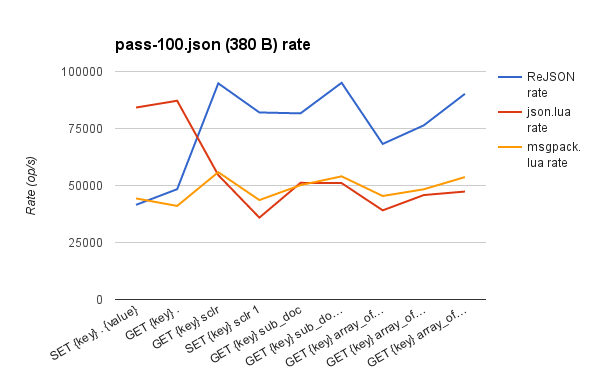 pass-100.json (380 B) rate
100000
75000
50000
25000
0
Rate (op/s)
ReJSON
rate
json.lua
rate
msgpack.
lua rate
SET {key} . {value}
GET {key} .
GET {key} sclr
SET {key} sclr 1
GET {key} sub_doc
GET {key} sub_do…
GET {key} array_of…
GET {key} array_of…
GET {key} array_of…